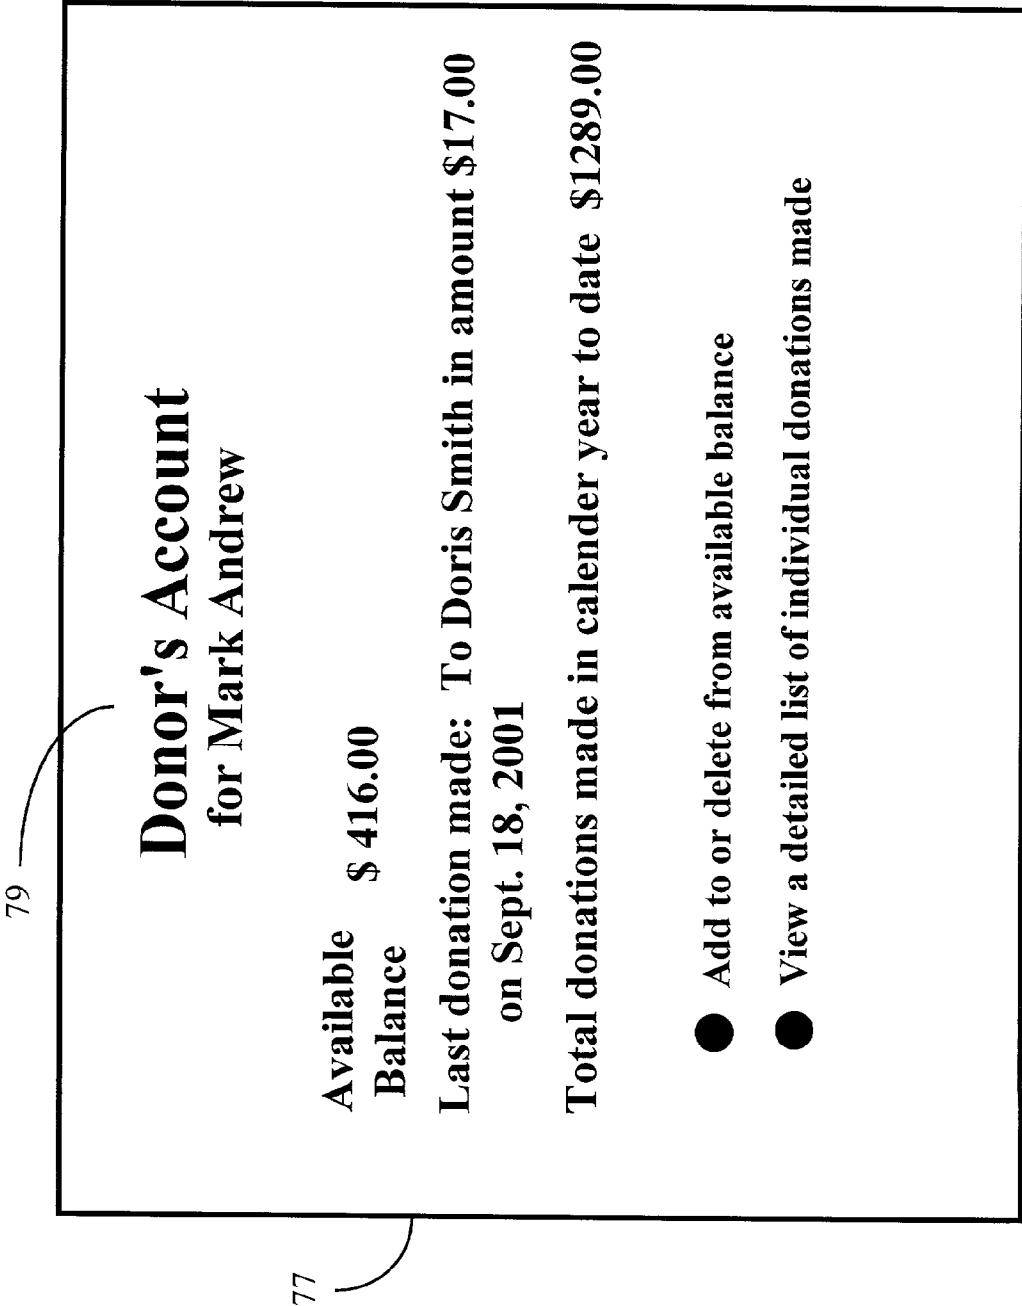 79
Donor's Account
for Mark Andrew
Available $ 416.00
Balance
Last donation made: To Doris Smith in amount $17.00
on Sept. 18, 2001
Total donations made in calender year to date $1289.00
● Add to or delete from available balance
● View a detailed list of individual donations made
77